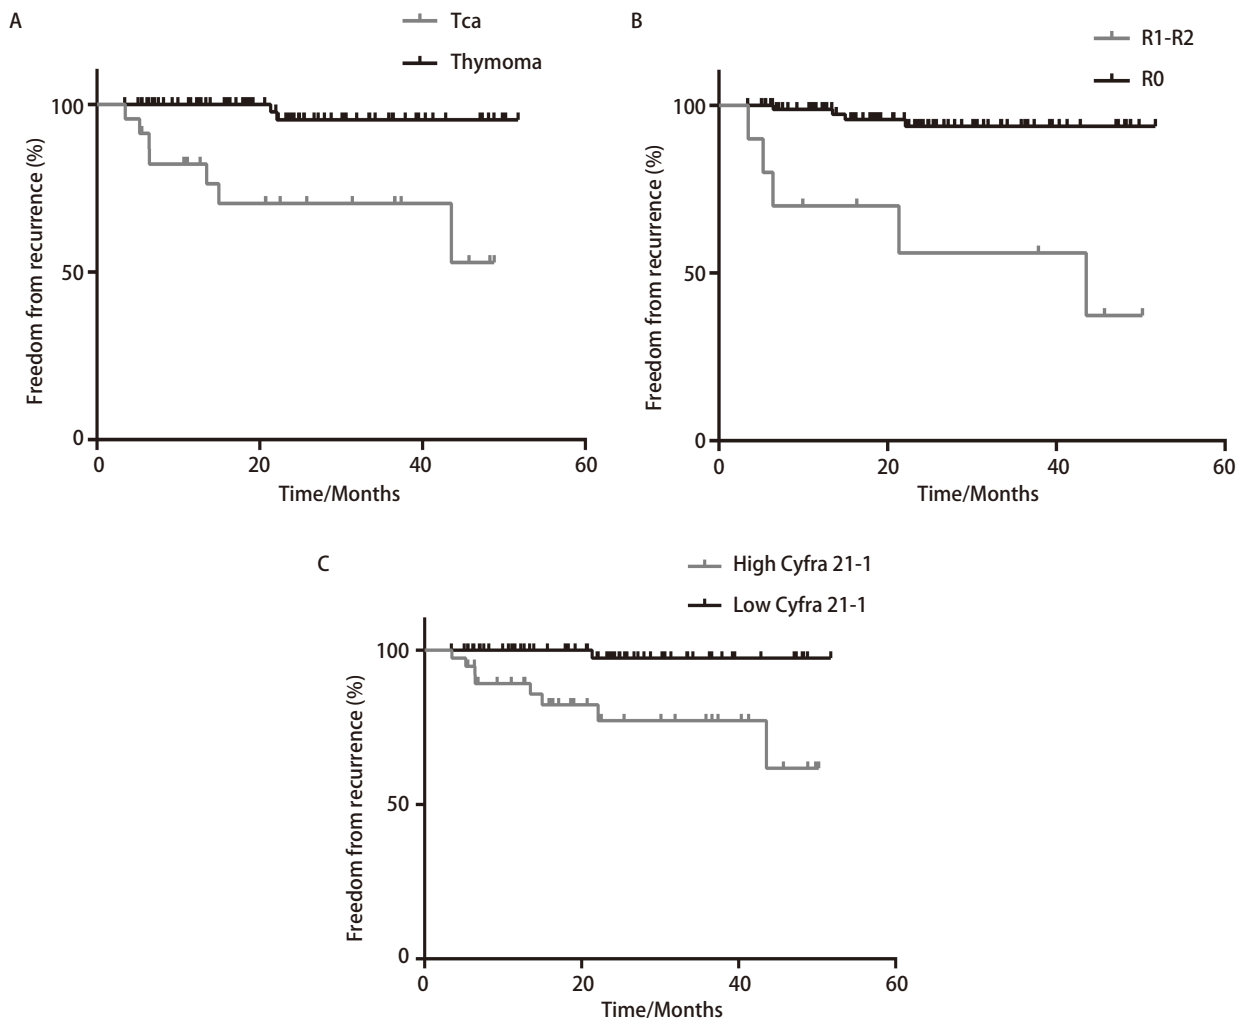 A
Tca
Thymoma
Freedom from recurrence (%)
100
50
0
0 20 40 60
Time/Months
B
R1-R2
R0
Freedom from recurrence (%)
100
50
0
0 20 40 60
Time/Months
C
High Cyfra 21-1
Low Cyfra 21-1
Freedom from recurrence (%)
100
50
0
0 20 40 60
Time/Months